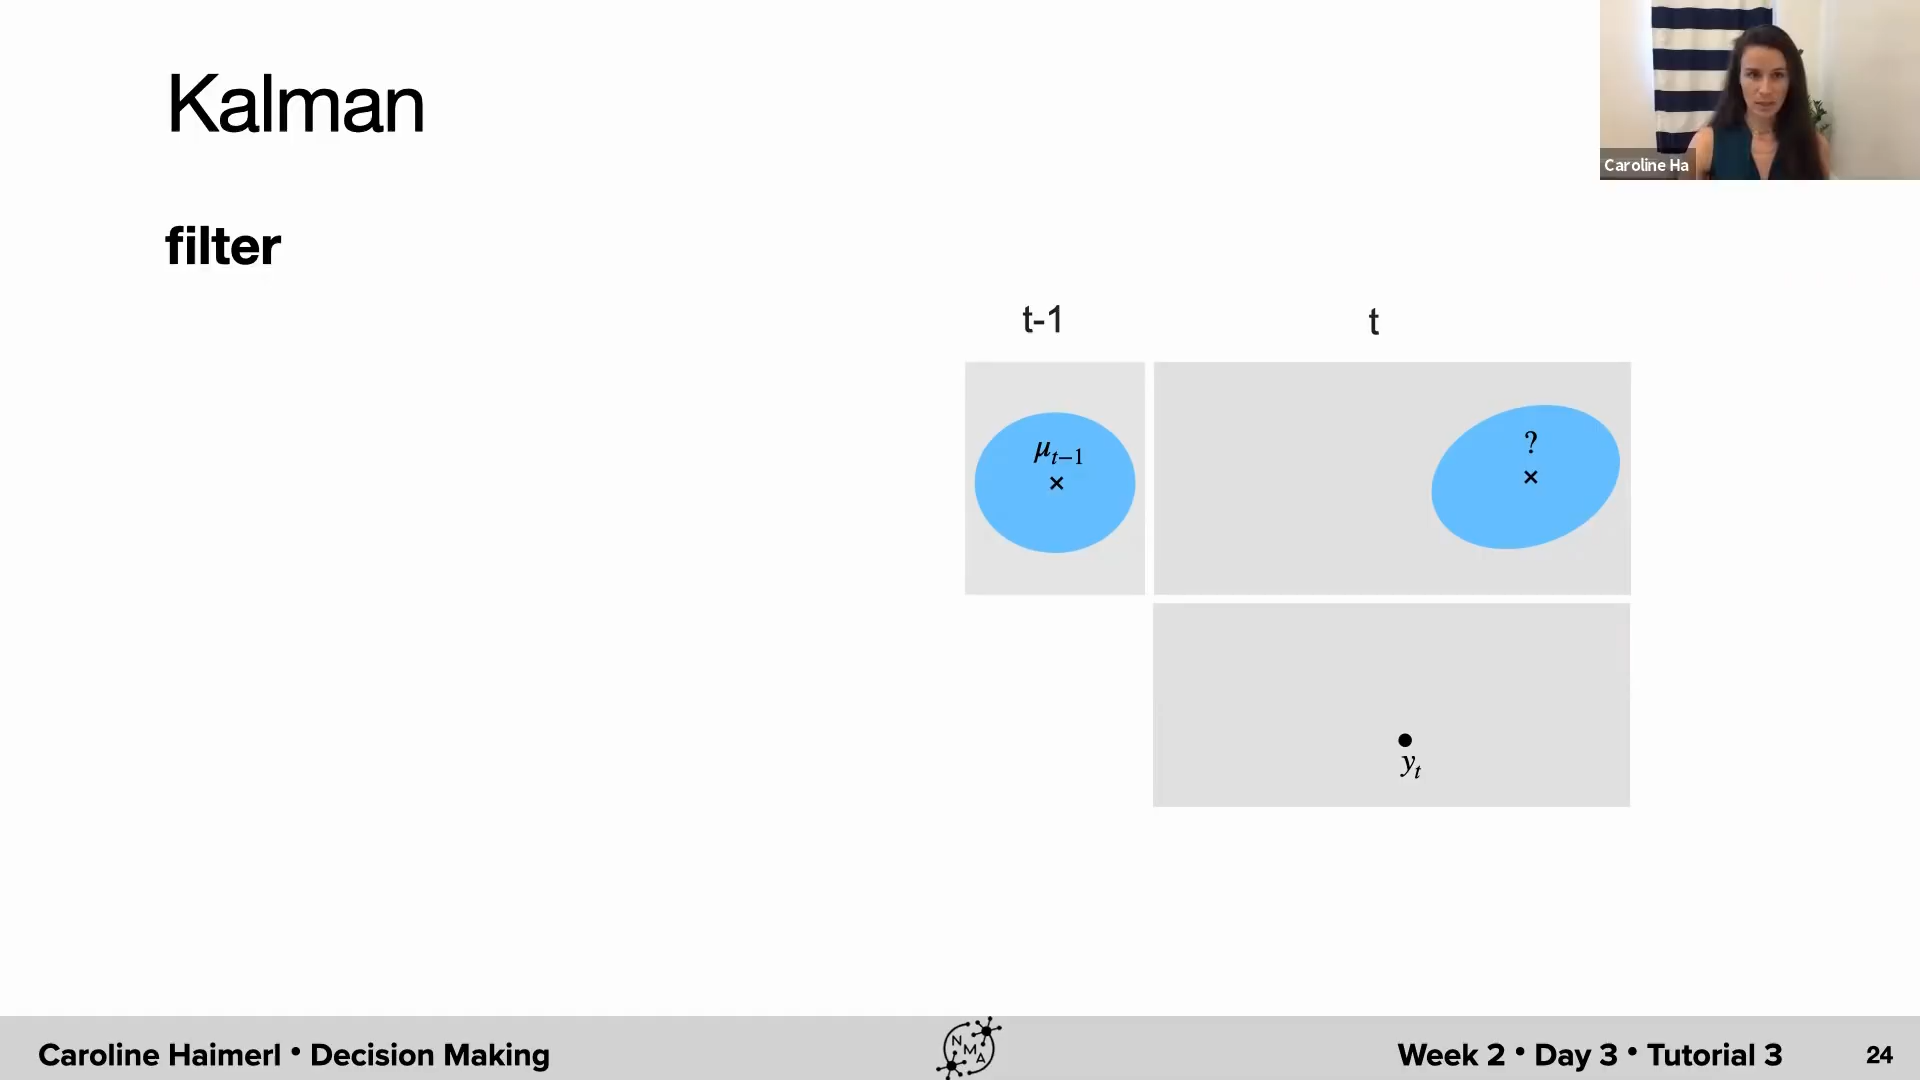 Kalman
Caroline Ha
filter
t-1
t
μₜ₋₁
×
?
×
yₜ
Caroline Haimerl • Decision Making
N
M
A
Week 2 • Day 3 • Tutorial 3
24